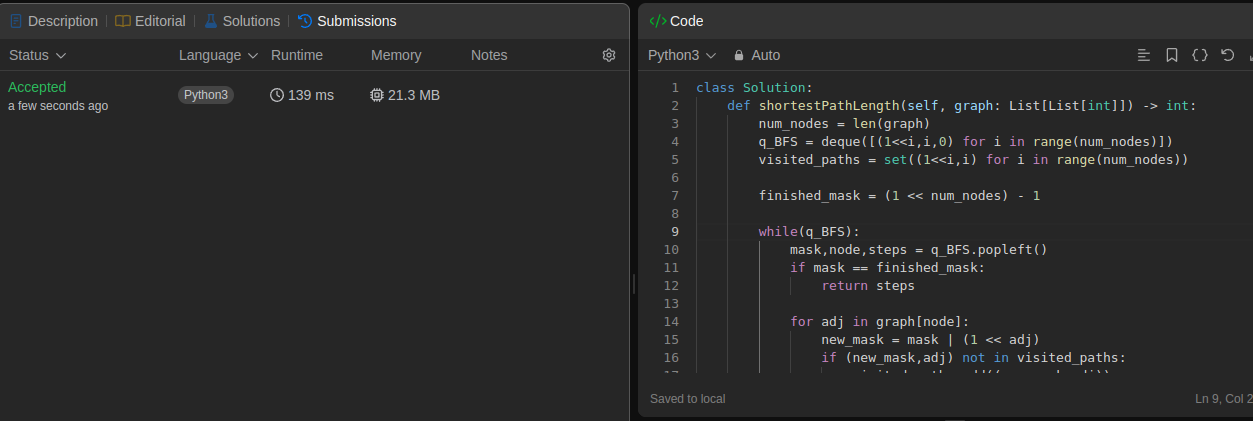 Description
Editorial
Solutions
Submissions
Status
Language
Runtime
Memory
Notes
Accepted
a few seconds ago
Python3
139 ms
21.3 MB
</> Code
Python3
Auto
1 class Solution:
2 def shortestPathLength(self, graph: List[List[int]]) -> int:
3 num_nodes = len(graph)
4 q_BFS = deque([(1<<i,i,0) for i in range(num_nodes)])
5 visited_paths = set((1<<i,i) for i in range(num_nodes))
6
7 finished_mask = (1 << num_nodes) - 1
8
9 while(q_BFS):
10 mask,node,steps = q_BFS.popleft()
11 if mask == finished_mask:
12 return steps
13
14 for adj in graph[node]:
15 new_mask = mask | (1 << adj)
16 if (new_mask,adj) not in visited_paths:
Saved to local
Ln 9, Col 2